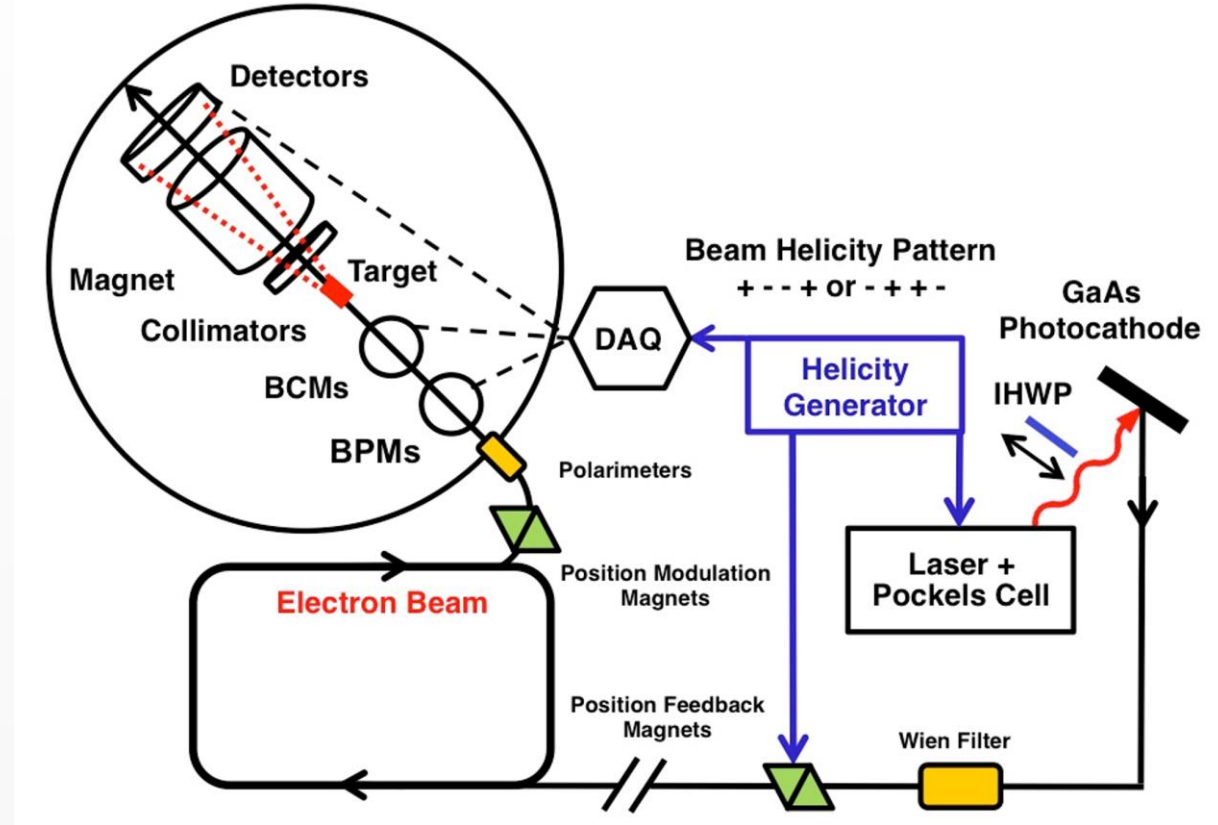 Detectors
Beam Helicity Pattern
+ - - + or - + + -
GaAs
Photocathode
Magnet
Target
Collimators
DAQ
Helicity
Generator
IHWP
BCMs
BPMs
Polarimeters
Position Modulation
Magnets
Laser +
Pockels Cell
Electron Beam
Position Feedback
Magnets
Wien Filter